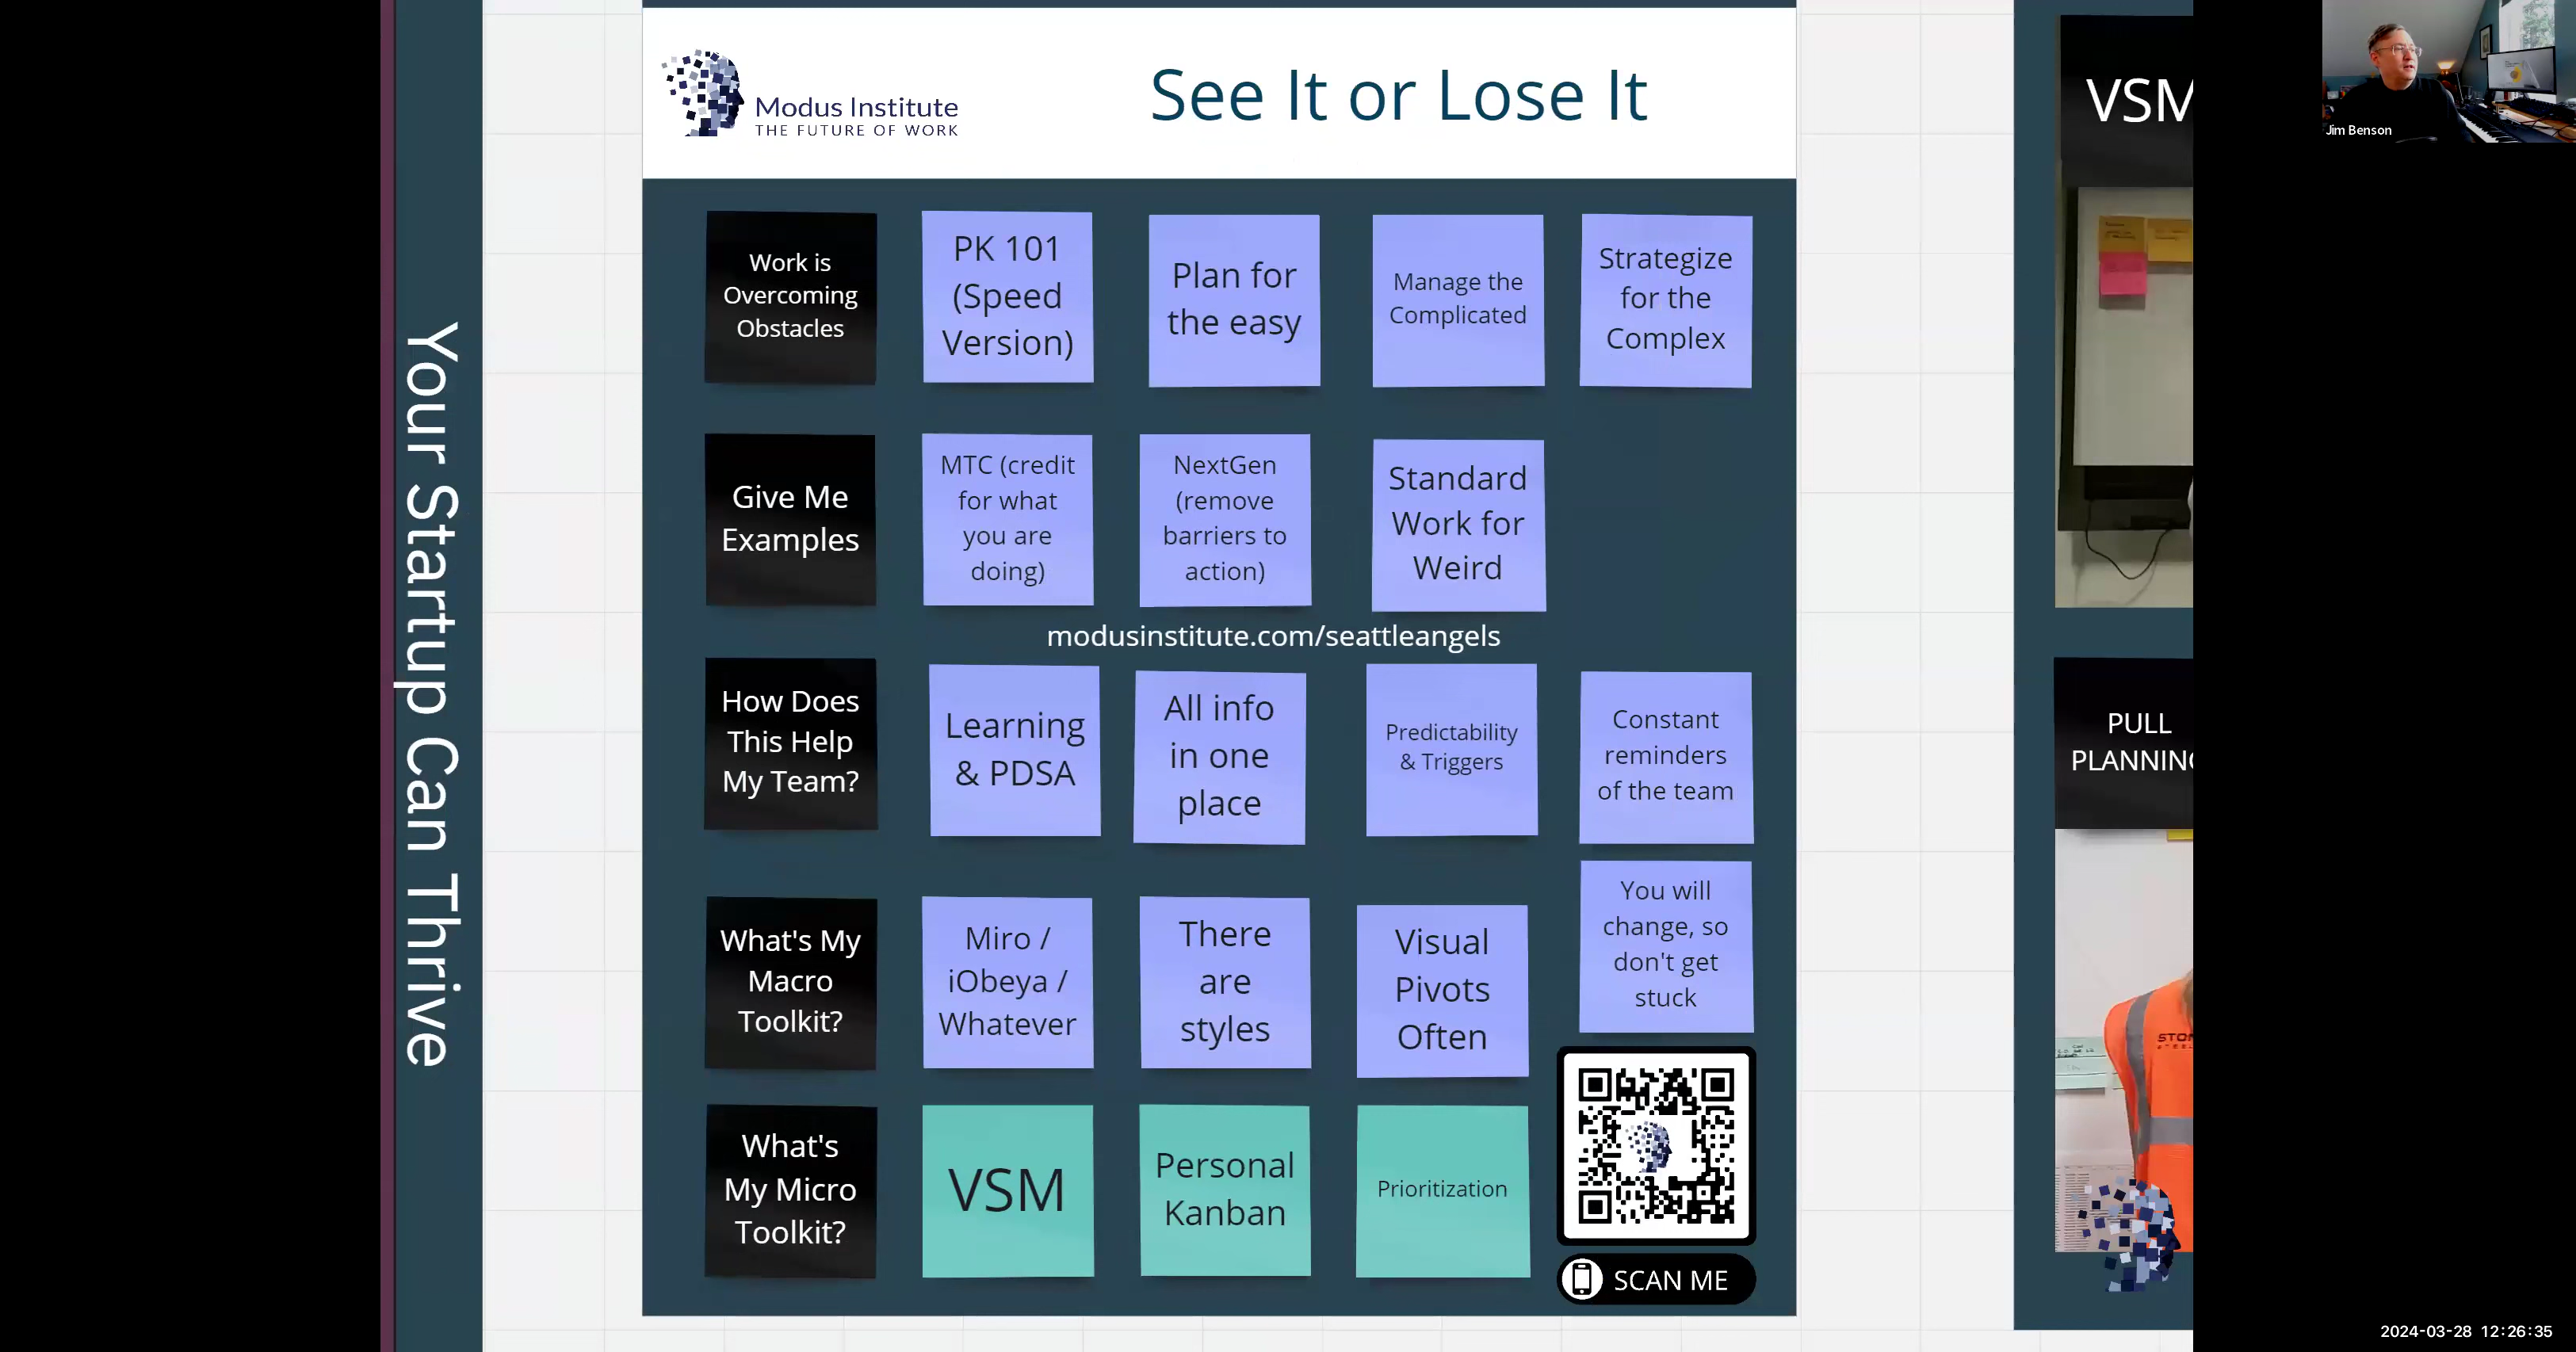 Your Startup Can Thrive
Modus Institute
THE FUTURE OF WORK
See It or Lose It
Work is
Overcoming
Obstacles
PK 101
(Speed
Version)
Plan for
the easy
Manage the
Complicated
Strategize
for the
Complex
Give Me
Examples
MTC (credit
for what
you are
doing)
NextGen
(remove
barriers to
action)
Standard
Work for
Weird
modusinstitute.com/seattleangels
How Does
This Help
My Team?
Learning
& PDSA
All info
in one
place
Predictability
& Triggers
Constant
reminders
of the team
What's My
Macro
Toolkit?
Miro /
iObeya /
Whatever
There
are
styles
Visual
Pivots
Often
You will
change, so
don't get
stuck
What's
My Micro
Toolkit?
VSM
Personal
Kanban
Prioritization
SCAN ME
VSM
PULL
PLANNING
Jim Benson
2024-03-28 12:26:35